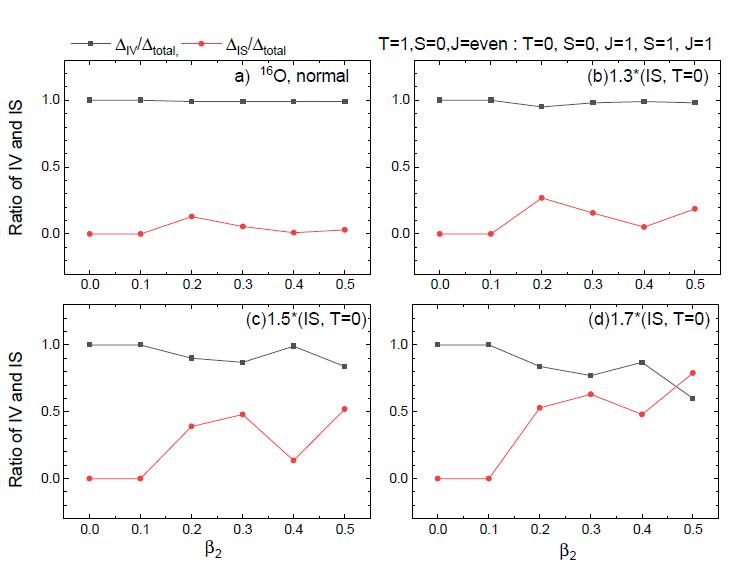 Δ_IV/Δ_total, Δ_IS/Δ_total T=1,S=0,J=even : T=0, S=0, J=1, S=1, J=1
a) ¹⁶O, normal
(b)1.3*(IS, T=0)
Ratio of IV and IS
1.0
0.5
0.0
0.0 0.1 0.2 0.3 0.4 0.5
1.0
0.5
0.0
0.0 0.1 0.2 0.3 0.4 0.5
(c)1.5*(IS, T=0)
(d)1.7*(IS, T=0)
Ratio of IV and IS
1.0
0.5
0.0
0.0 0.1 0.2 0.3 0.4 0.5
β₂
1.0
0.5
0.0
0.0 0.1 0.2 0.3 0.4 0.5
β₂